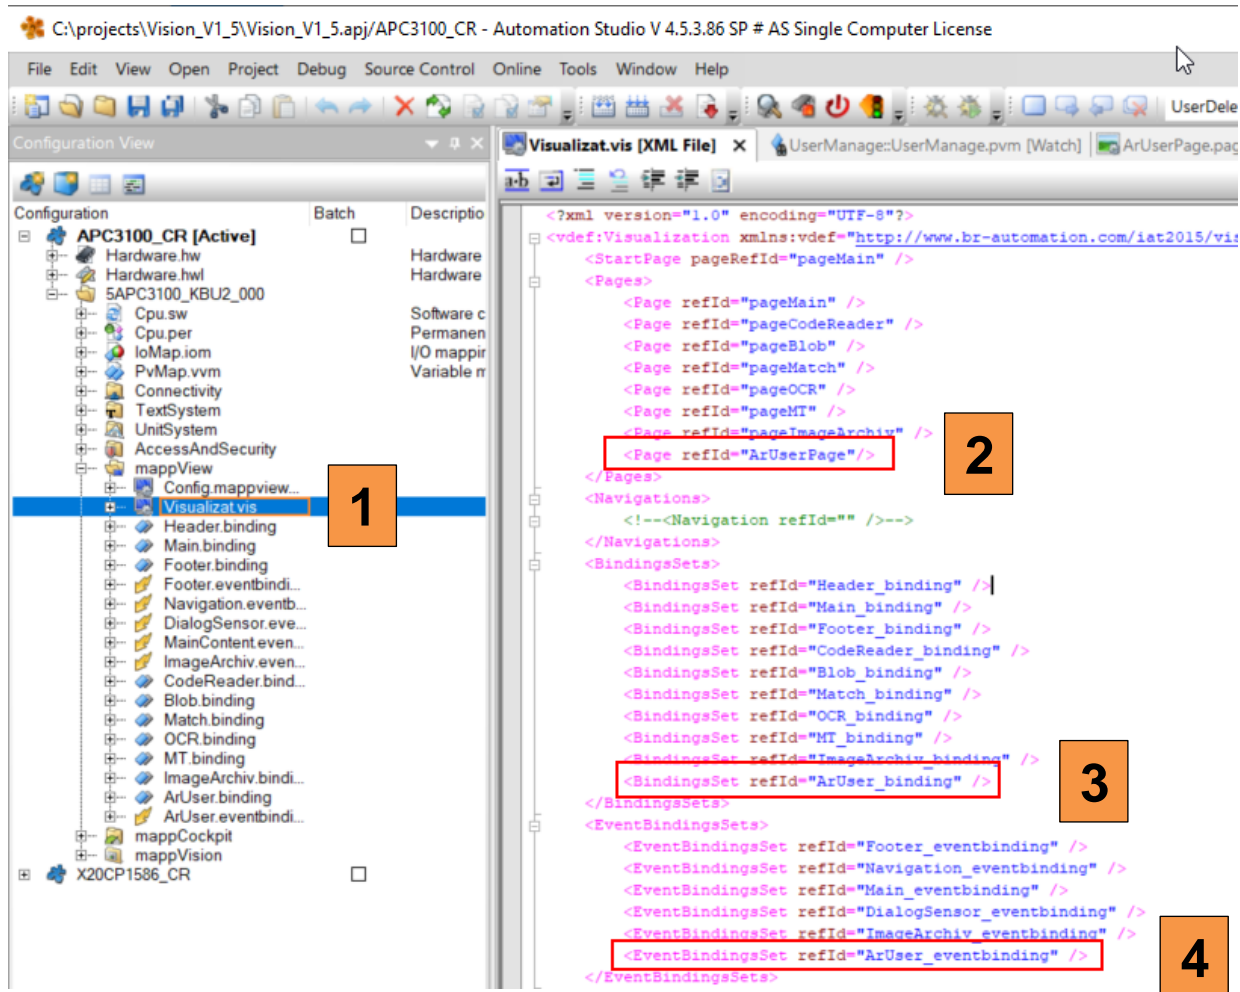 C:\projects\Vision_V1_5\Vision_V1_5.apj/APC3100_CR - Automation Studio V 4.5.3.86 SP # AS Single Computer License
File Edit View Open Project Debug Source Control Online Tools Window Help
UserDele
Configuration View
Visualizat.vis [XML File] UserManage::UserManage.pvm [Watch] ArUserPage.pag
Configuration Batch Descriptio
APC3100_CR [Active]
Hardware.hw Hardware
Hardware.hwl Hardware
5APC3100_KBU2_000
Cpu.sw Software c
Cpu.per Permanen
IoMap.iom I/O mappin
PvMap.vvm Variable m
Connectivity
TextSystem
UnitSystem
AccessAndSecurity
mappView
Config.mappview...
Visualizat.vis
Header.binding
Main.binding
Footer.binding
Footer.eventbindi...
Navigation.eventb...
DialogSensor.eve...
MainContent.even...
ImageArchiv.even...
CodeReader.bind...
Blob.binding
Match.binding
OCR.binding
MT.binding
ImageArchiv.bindi...
ArUser.binding
ArUser.eventbindi...
mappCockpit
mappVision
X20CP1586_CR
1
<?xml version="1.0" encoding="UTF-8"?>
<vdef:Visualization xmlns:vdef="http://www.br-automation.com/iat2015/vis
<StartPage pageRefId="pageMain" />
<Pages>
<Page refId="pageMain" />
<Page refId="pageCodeReader" />
<Page refId="pageBlob" />
<Page refId="pageMatch" />
<Page refId="pageOCR" />
<Page refId="pageMT" />
<Page refId="pageImageArchiv" />
<Page refId="ArUserPage"/>
2
</Pages>
<Navigations>
<!--<Navigation refId="" />-->
</Navigations>
<BindingsSets>
<BindingsSet refId="Header_binding" />
<BindingsSet refId="Main_binding" />
<BindingsSet refId="Footer_binding" />
<BindingsSet refId="CodeReader_binding" />
<BindingsSet refId="Blob_binding" />
<BindingsSet refId="Match_binding" />
<BindingsSet refId="OCR_binding" />
<BindingsSet refId="MT_binding" />
<BindingsSet refId="ImageArchiv_binding" />
<BindingsSet refId="ArUser_binding" />
3
</BindingsSets>
<EventBindingsSets>
<EventBindingsSet refId="Footer_eventbinding" />
<EventBindingsSet refId="Navigation_eventbinding" />
<EventBindingsSet refId="Main_eventbinding" />
<EventBindingsSet refId="DialogSensor_eventbinding" />
<EventBindingsSet refId="ImageArchiv_eventbinding" />
<EventBindingsSet refId="ArUser_eventbinding" />
4
</EventBindingsSets>